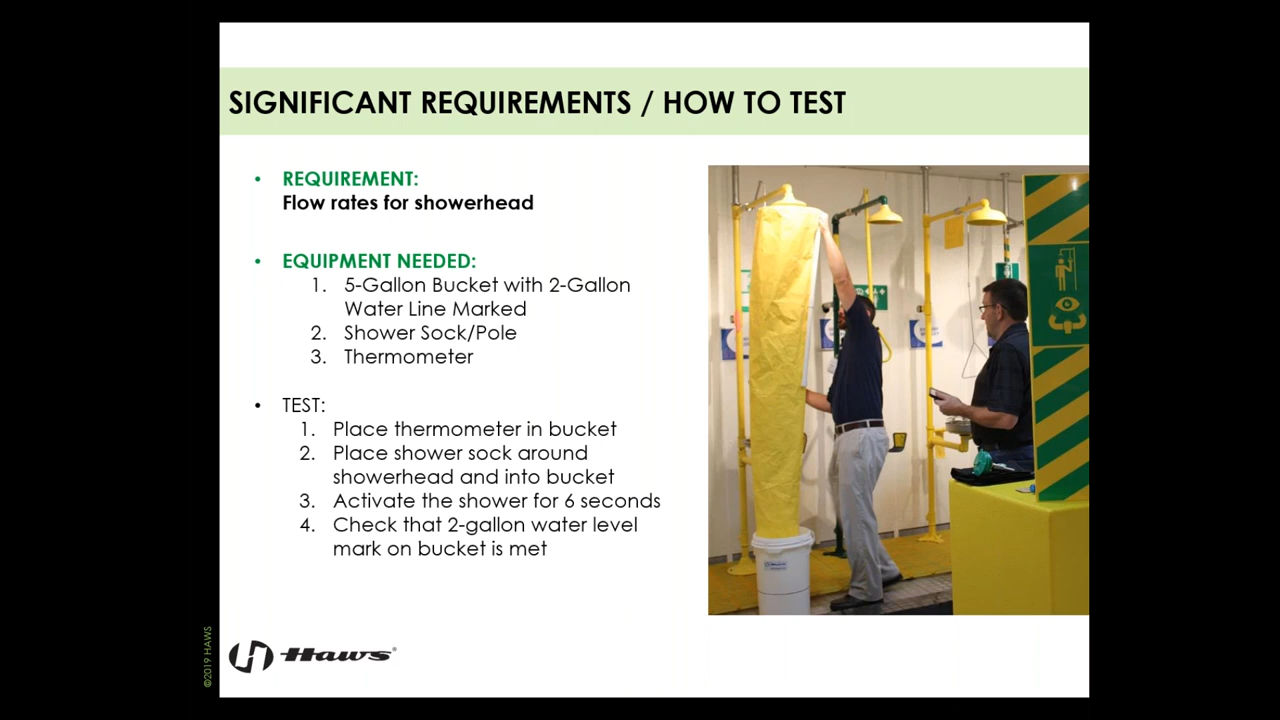 SIGNIFICANT REQUIREMENTS / HOW TO TEST
• REQUIREMENT:
Flow rates for showerhead
• EQUIPMENT NEEDED:
1. 5-Gallon Bucket with 2-Gallon
Water Line Marked
2. Shower Sock/Pole
3. Thermometer
• TEST:
1. Place thermometer in bucket
2. Place shower sock around
showerhead and into bucket
3. Activate the shower for 6 seconds
4. Check that 2-gallon water level
mark on bucket is met
©2019 HAWS
Haws®